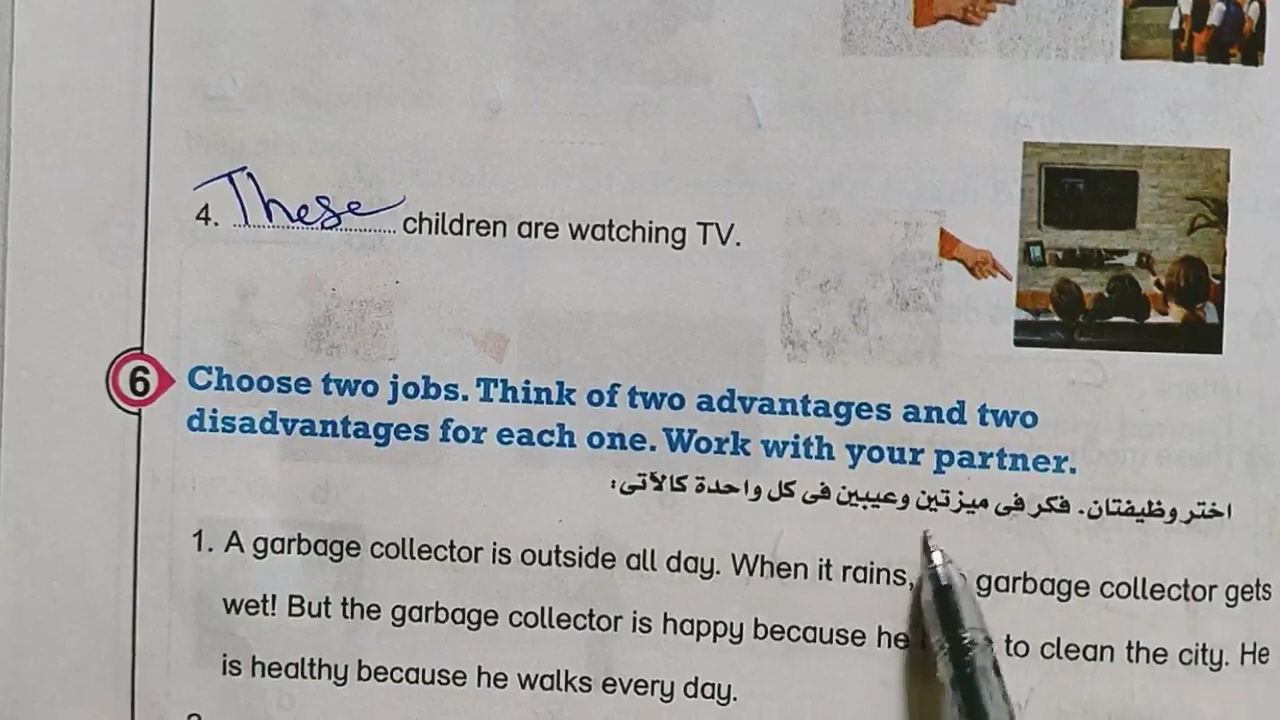 4. These children are watching TV.
6 Choose two jobs. Think of two advantages and two
disadvantages for each one. Work with your partner.
اختر وظيفتان. فكر فى ميزتين وعيبين فى كل واحدة كالآتى:
1. A garbage collector is outside all day. When it rains, garbage collector gets
wet! But the garbage collector is happy because he to clean the city. He
is healthy because he walks every day.